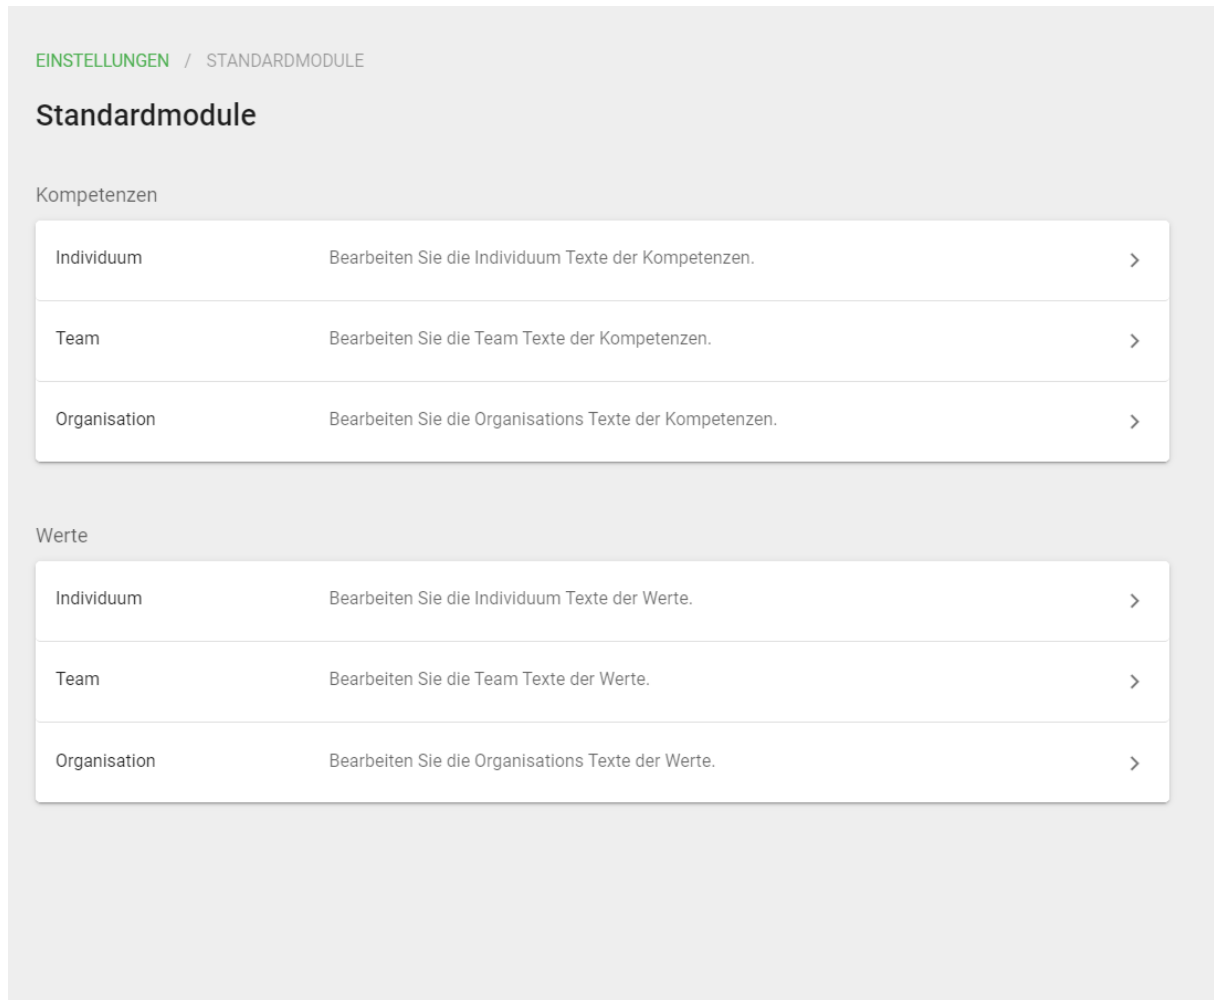 EINSTELLUNGEN / STANDARDMODULE
Standardmodule
Kompetenzen
Individuum Bearbeiten Sie die Individuum Texte der Kompetenzen.
Team Bearbeiten Sie die Team Texte der Kompetenzen.
Organisation Bearbeiten Sie die Organisations Texte der Kompetenzen.
Werte
Individuum Bearbeiten Sie die Individuum Texte der Werte.
Team Bearbeiten Sie die Team Texte der Werte.
Organisation Bearbeiten Sie die Organisations Texte der Werte.